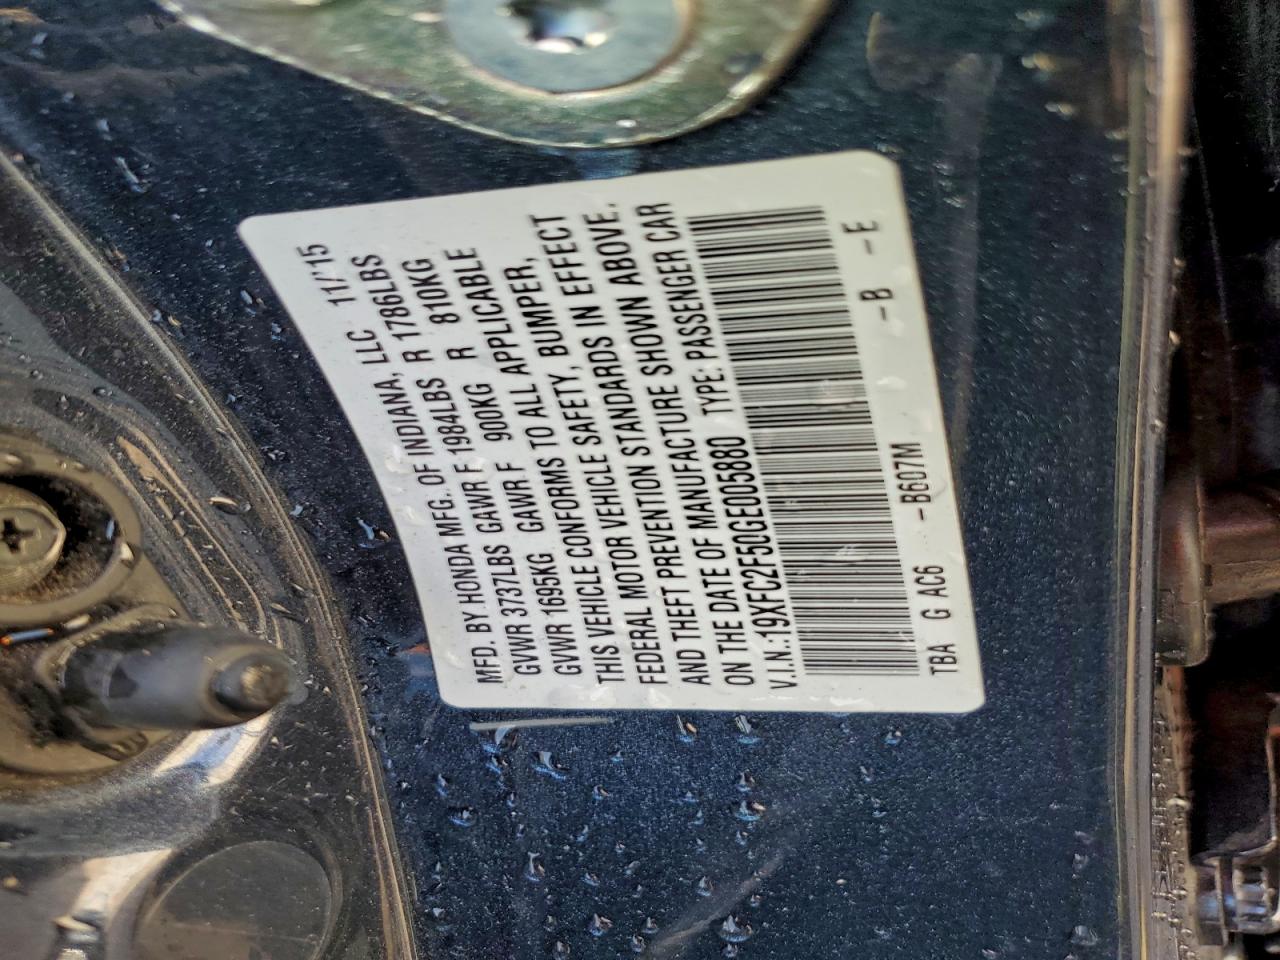 MFD. BY HONDA MFG. OF INDIANA, LLC 11/'15
GVWR 3737LBS GAWR F 1984LBS R 1786LBS
GVWR 1695KG GAWR F 900KG R 810KG
THIS VEHICLE CONFORMS TO ALL APPLICABLE
FEDERAL MOTOR VEHICLE SAFETY, BUMPER,
AND THEFT PREVENTION STANDARDS IN EFFECT
ON THE DATE OF MANUFACTURE SHOWN ABOVE.
V.I.N.:19XFC2F50GE005880 TYPE: PASSENGER CAR
TBA G AC6 -B607M -B -E